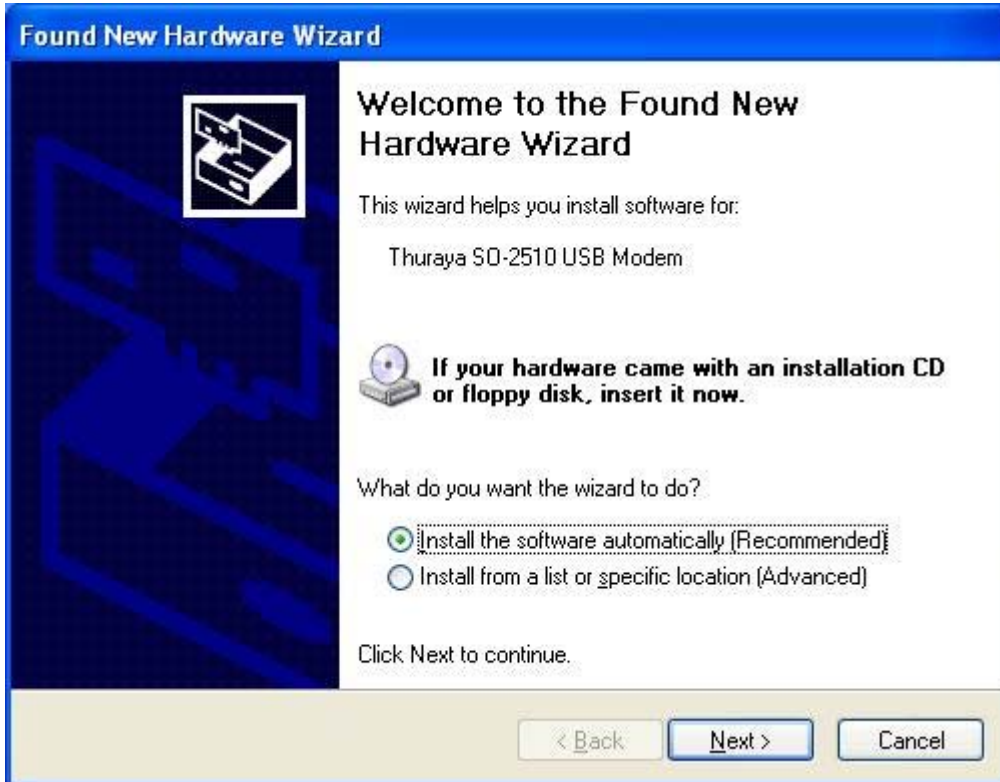 Found New Hardware Wizard
Welcome to the Found New
Hardware Wizard
This wizard helps you install software for:
Thuraya SO-2510 USB Modem
If your hardware came with an installation CD
or floppy disk, insert it now.
What do you want the wizard to do?
Install the software automatically (Recommended)
Install from a list or specific location (Advanced)
Click Next to continue.
< Back Next > Cancel